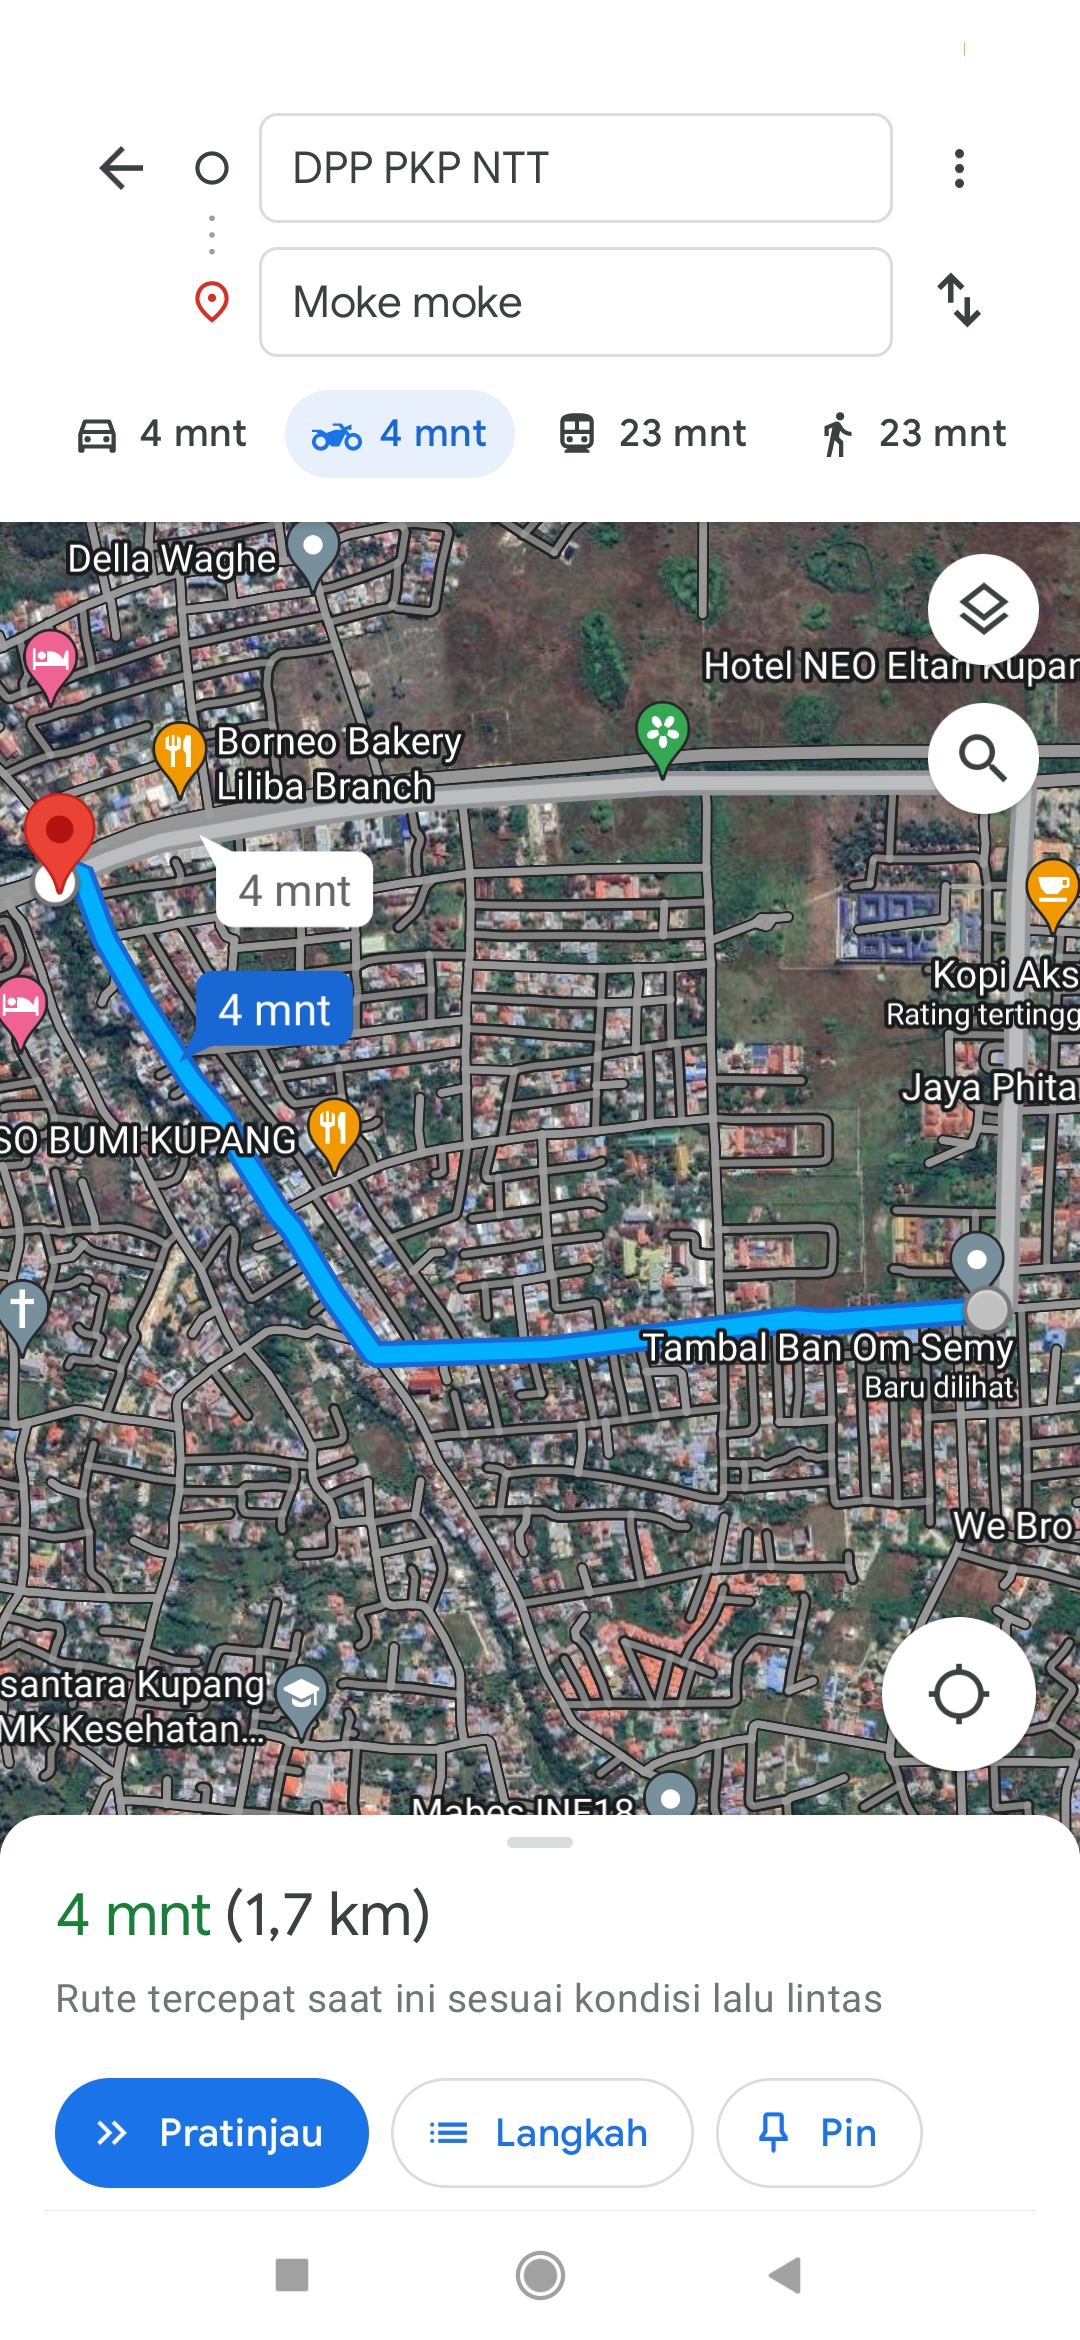 DPP PKP NTT
Moke moke
4 mnt
4 mnt
23 mnt
23 mnt
Della Waghe
Hotel NEO Eltari Kupan
Borneo Bakery
Liliba Branch
4 mnt
4 mnt
Kopi Aks
Rating tertingg
Jaya Phita
SO BUMI KUPANG
Tambal Ban Om Semy
Baru dilihat
We Bro
santara Kupang
MK Kesehatan...
Mabes INF18
4 mnt (1,7 km)
Rute tercepat saat ini sesuai kondisi lalu lintas
Pratinjau
Langkah
Pin